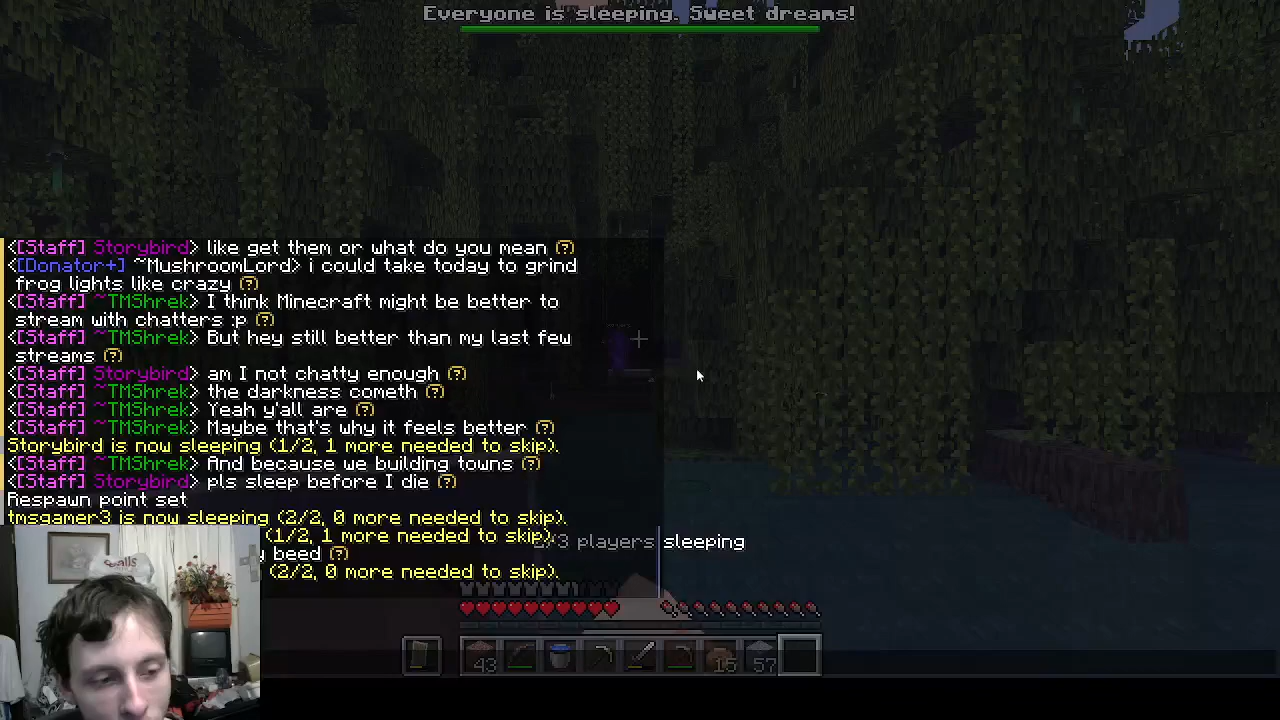 Everyone is sleeping. Sweet dreams!
<[Staff] Storybird> like get them or what do you mean (?)
<[Donator+] ~MushroomLord> i could take today to grind
frog lights like crazy (?)
<[Staff] ~TMShrek> I think Minecraft might be better to
stream with chatters :p (?)
<[Staff] ~TMShrek> But hey still better than my last few
streams (?)
<[Staff] Storybird> am I not chatty enough (?)
<[Staff] ~TMShrek> the darkness cometh (?)
<[Staff] ~TMShrek> Yeah y'all are (?)
<[Staff] ~TMShrek> Maybe that's why it feels better (?)
Storybird is now sleeping (1/2, 1 more needed to skip).
<[Staff] ~TMShrek> And because we building towns (?)
<[Staff] Storybird> pls sleep before I die (?)
Respawn point set
tmsgamer3 is now sleeping (2/2, 0 more needed to skip).
(1/2, 1 more needed to skip).
/3 players sleeping
y beed (?)
(2/2, 0 more needed to skip).
43 15 57